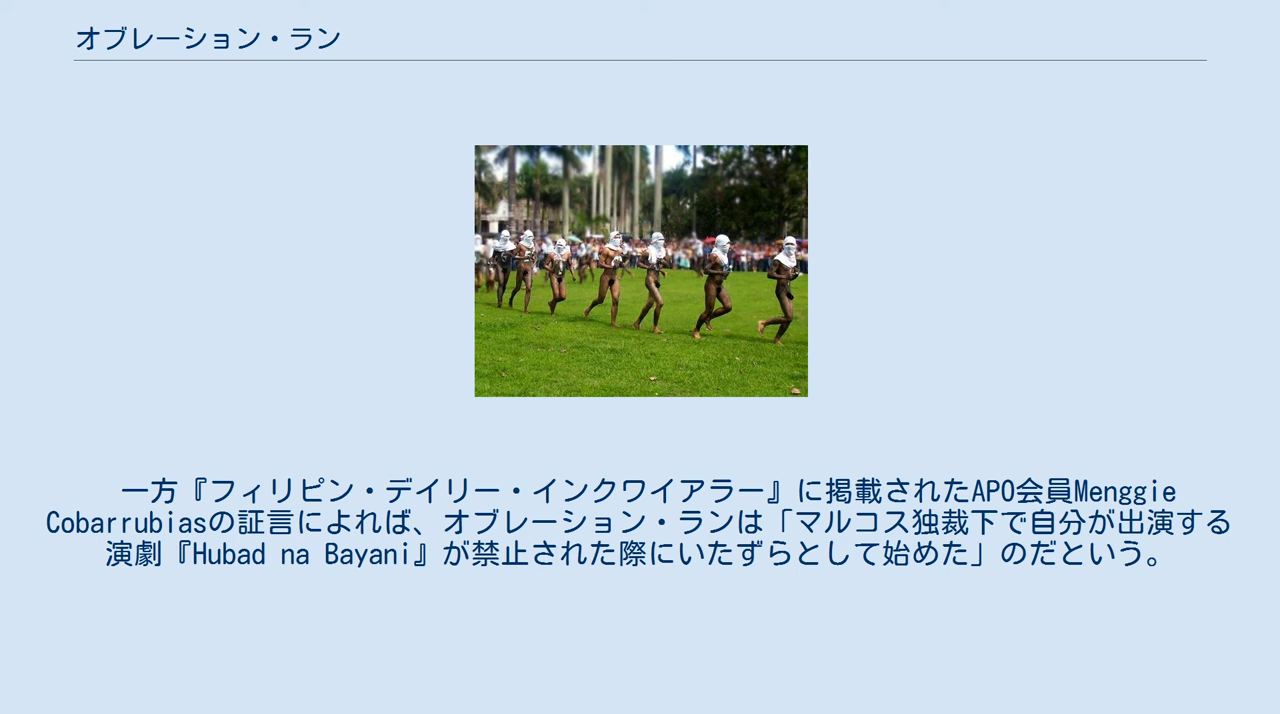 オブレーション・ラン
一方『フィリピン・デイリー・インクワイアラー』に掲載されたAPO会員Menggie
Cobarrubiasの証言によれば、オブレーション・ランは「マルコス独裁下で自分が出演する
演劇『Hubad na Bayani』が禁止された際にいたずらとして始めた」のだという。